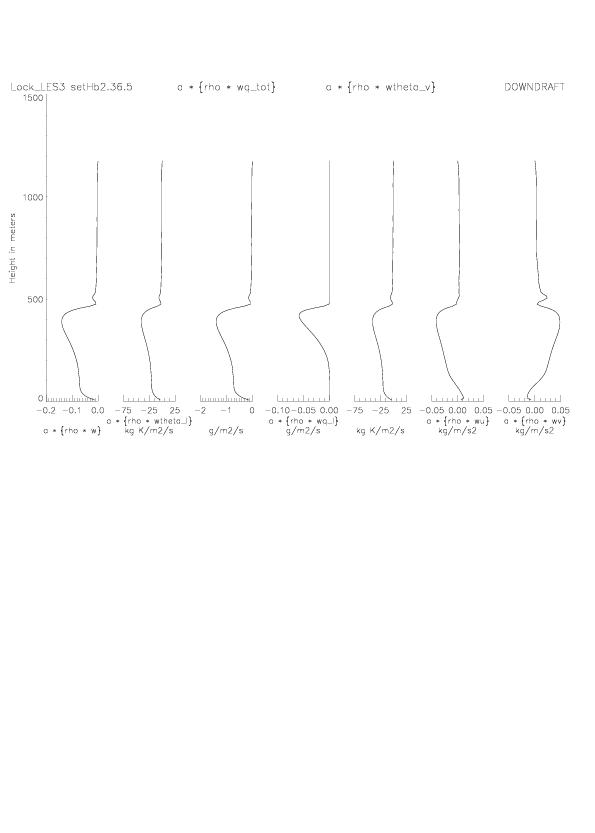 Lock_LES3 setHb2.36.5 a * {rho * wq_tot} a * {rho * wtheta_v} DOWNDRAFT
1500
1000
Height in meters
500
0
-0.2 -0.1 0.0 -75 -25 25 -2 -1 0 -0.10 -0.05 0.00 -75 -25 25 -0.05 0.00 0.05 -0.05 0.00 0.05
a * {rho * wtheta_l} a * {rho * wq_l} a * {rho * wu} a * {rho * wv}
a * {rho * w} kg K/m2/s g/m2/s g/m2/s kg K/m2/s kg/m/s2 kg/m/s2